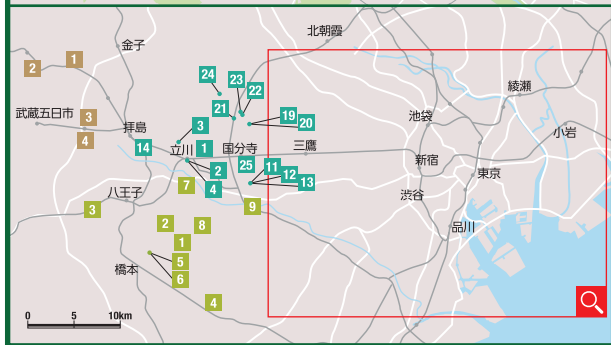 北朝霞
金子
24
23
22
綾瀬
1
2
武蔵五日市
3
21
19
20
池袋
小岩
拝島
3
4
14
立川
1
国分寺
三鷹
新宿
東京
25
11
2
12
7
4
13
八王子
渋谷
3
9
品川
2
8
1
橋本
5
6
4
0
5
10km